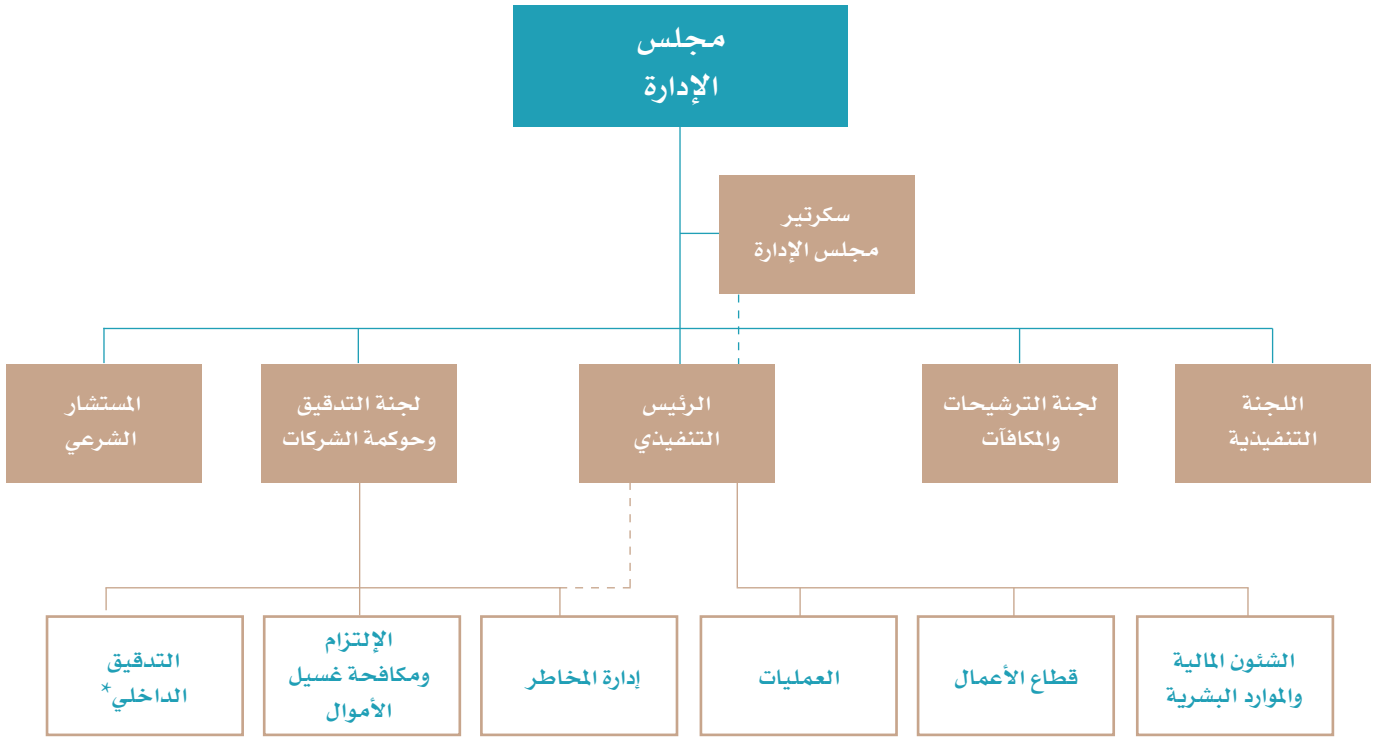 مجلس
الإدارة
سكرتير
مجلس الإدارة
اللجنة
التنفيذية
لجنة الترشيحات
والمكافآت
الرئيس
التنفيذي
لجنة التدقيق
وحوكمة الشركات
المستشار
الشرعي
الشئون المالية
والموارد البشرية
قطاع الأعمال
العمليات
إدارة المخاطر
الإلتزام
ومكافحة غسيل
الأموال
التدقيق
الداخلي*